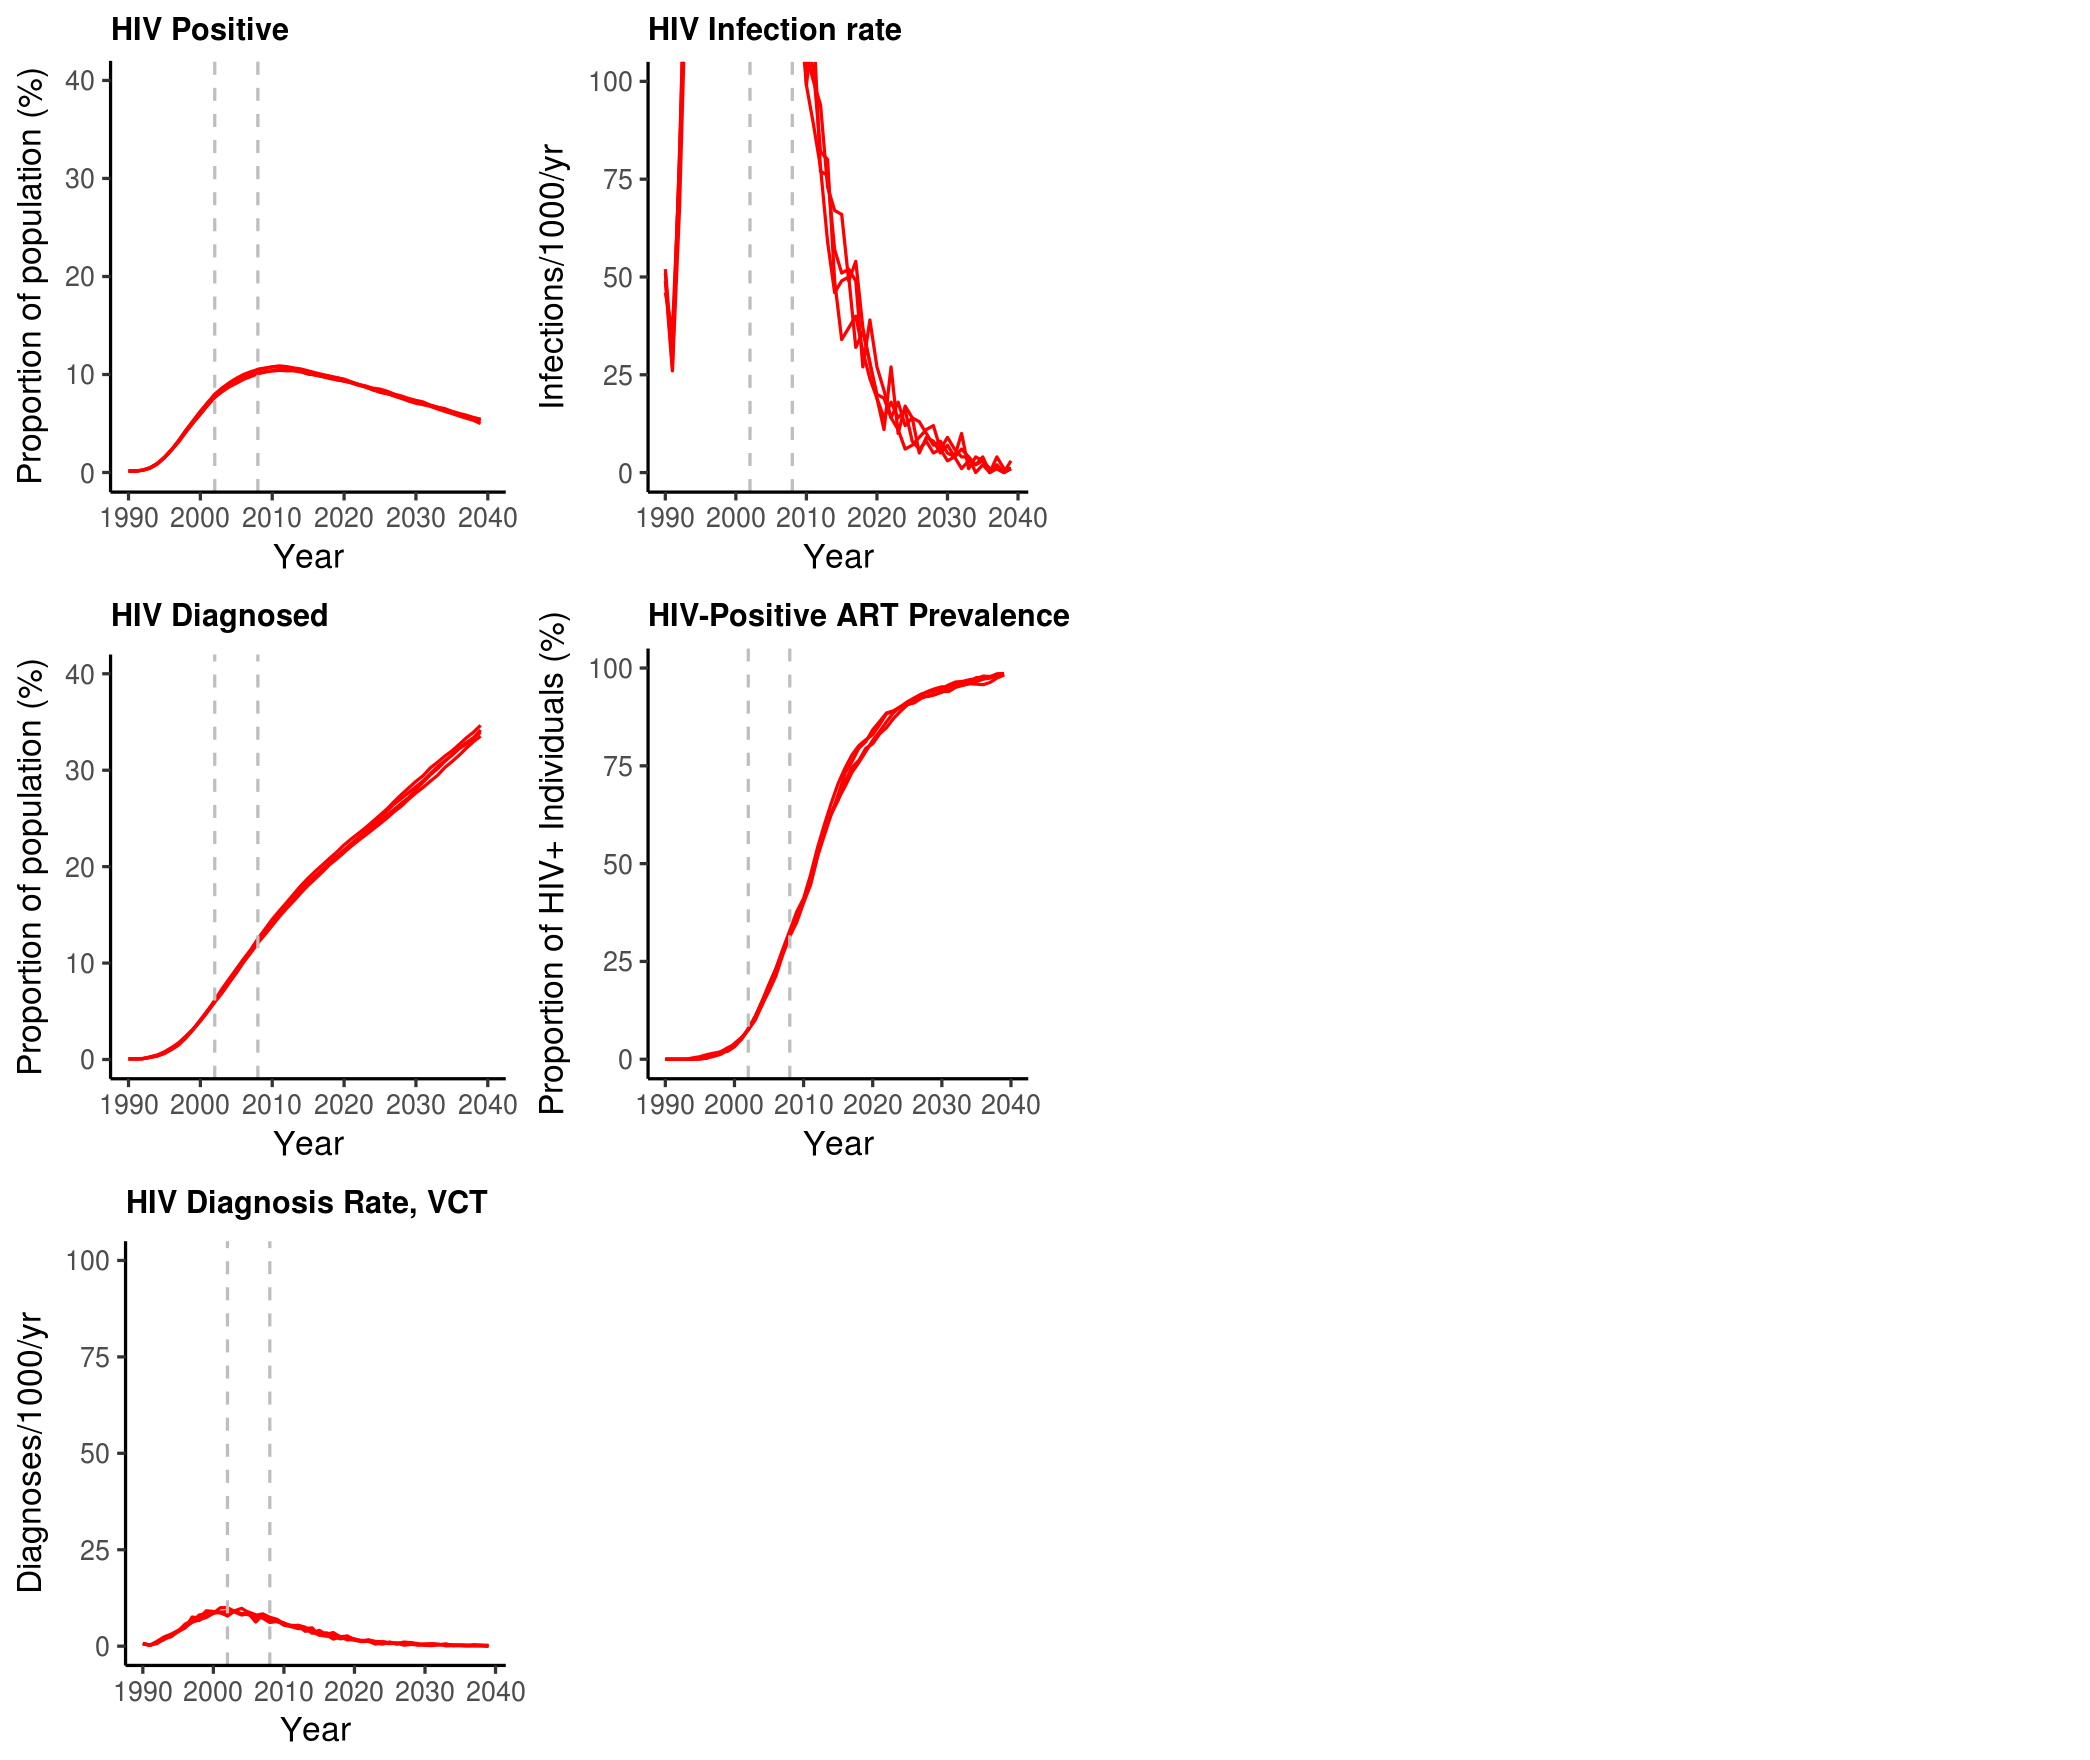 HIV Positive
Proportion of population (%)
40
30
20
10
0
1990 2000 2010 2020 2030 2040
Year
HIV Infection rate
Infections/1000/yr
100
75
50
25
0
1990 2000 2010 2020 2030 2040
Year
HIV Diagnosed
Proportion of population (%)
40
30
20
10
0
1990 2000 2010 2020 2030 2040
Year
HIV-Positive ART Prevalence
Proportion of HIV+ Individuals (%)
100
75
50
25
0
1990 2000 2010 2020 2030 2040
Year
HIV Diagnosis Rate, VCT
Diagnoses/1000/yr
100
75
50
25
0
1990 2000 2010 2020 2030 2040
Year